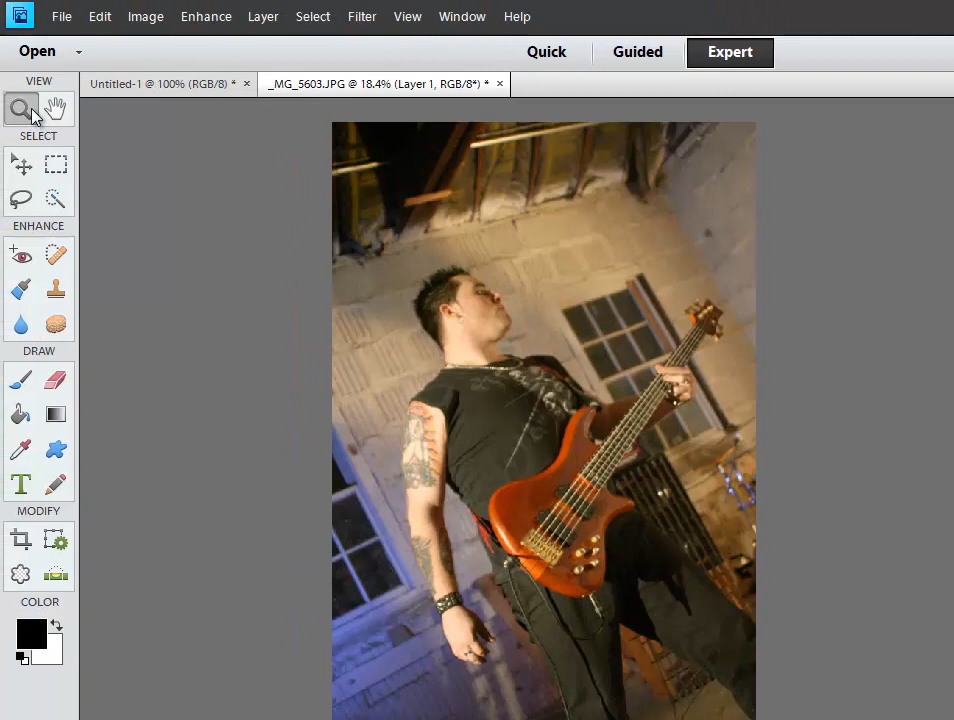 File Edit Image Enhance Layer Select Filter View Window Help
Open Quick Guided Expert
VIEW Untitled-1 @ 100% (RGB/8) * × _MG_5603.JPG @ 18.4% (Layer 1, RGB/8*) * ×
SELECT
ENHANCE
DRAW
T
MODIFY
COLOR